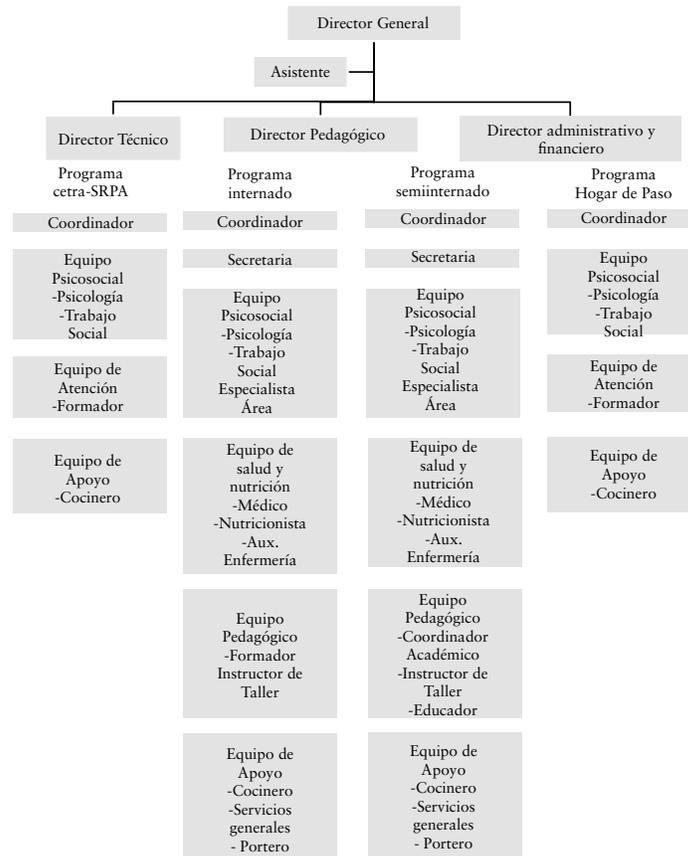 Director General
Asistente
Director Técnico
Director Pedagógico
Director administrativo y
financiero
Programa
cetra-SRPA
Coordinador
Equipo
Psicosocial
-Psicología
-Trabajo
Social
Equipo de
Atención
-Formador
Equipo de
Apoyo
-Cocinero
Programa
internado
Coordinador
Secretaria
Equipo
Psicosocial
-Psicología
-Trabajo
Social
Especialista
Área
Equipo de
salud y
nutrición
-Médico
-Nutricionista
-Aux.
Enfermería
Equipo
Pedagógico
-Formador
Instructor de
Taller
Equipo de
Apoyo
-Cocinero
-Servicios
generales
- Portero
Programa
semiinternado
Coordinador
Secretaria
Equipo
Psicosocial
-Psicología
-Trabajo
Social
Especialista
Área
Equipo de
salud y
nutrición
-Médico
-Nutricionista
-Aux.
Enfermería
Equipo
Pedagógico
-Coordinador
Académico
-Instructor de
Taller
-Educador
Equipo de
Apoyo
-Cocinero
-Servicios
generales
- Portero
Programa
Hogar de Paso
Coordinador
Equipo
Psicosocial
-Psicología
-Trabajo
Social
Equipo de
Atención
-Formador
Equipo de
Apoyo
-Cocinero